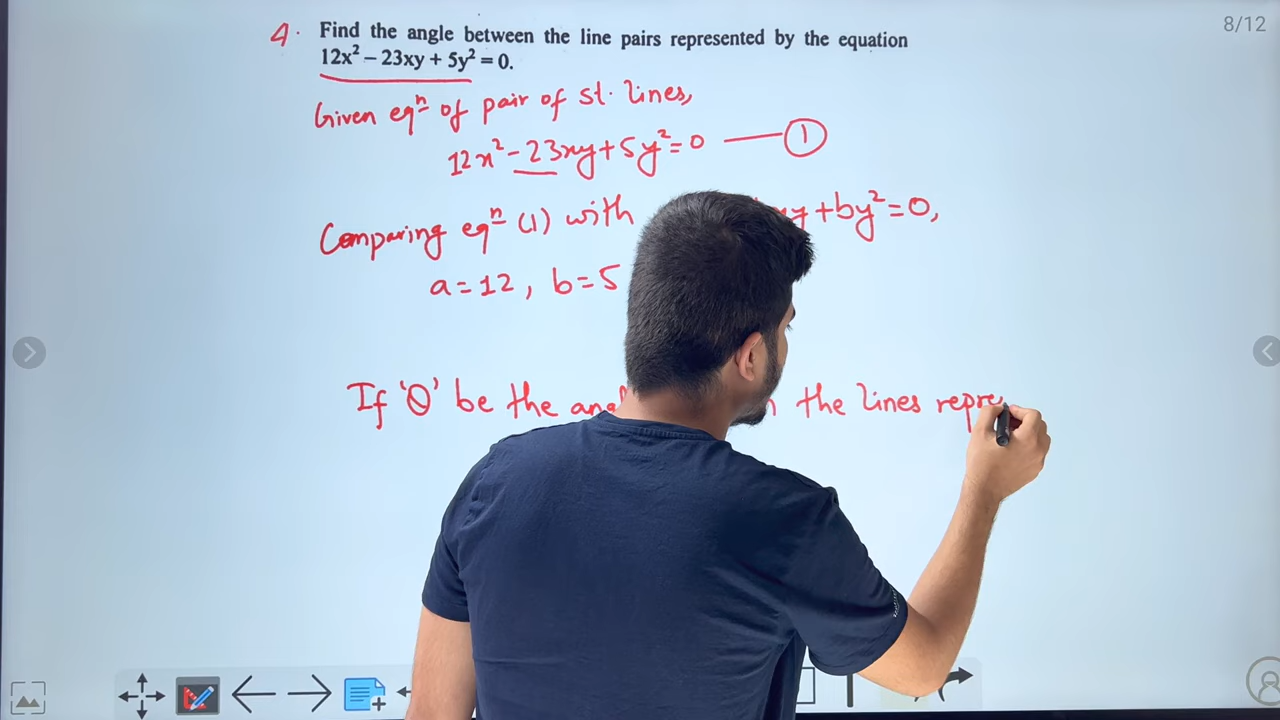 8/12
4. Find the angle between the line pairs represented by the equation
12x² – 23xy + 5y² = 0.
Given eqⁿ of pair of st. lines,
12x² - 23xy + 5y² = 0 —— ①
Comparing eqⁿ (1) with xy + by² = 0,
a = 12, b = 5
If 'θ' be the the lines repre